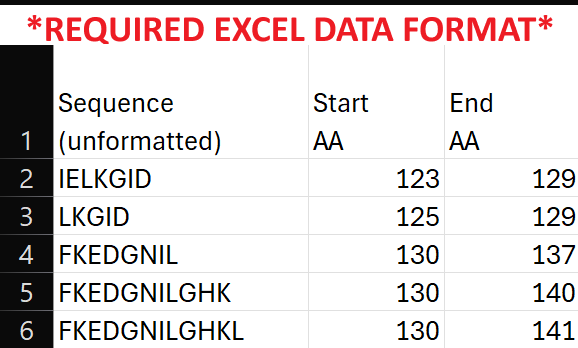 *REQUIRED EXCEL DATA FORMAT*
Sequence Start End
1 (unformatted) AA AA
2 IELKGID 123 129
3 LKGID 125 129
4 FKEDGNIL 130 137
5 FKEDGNILGHK 130 140
6 FKEDGNILGHKL 130 141